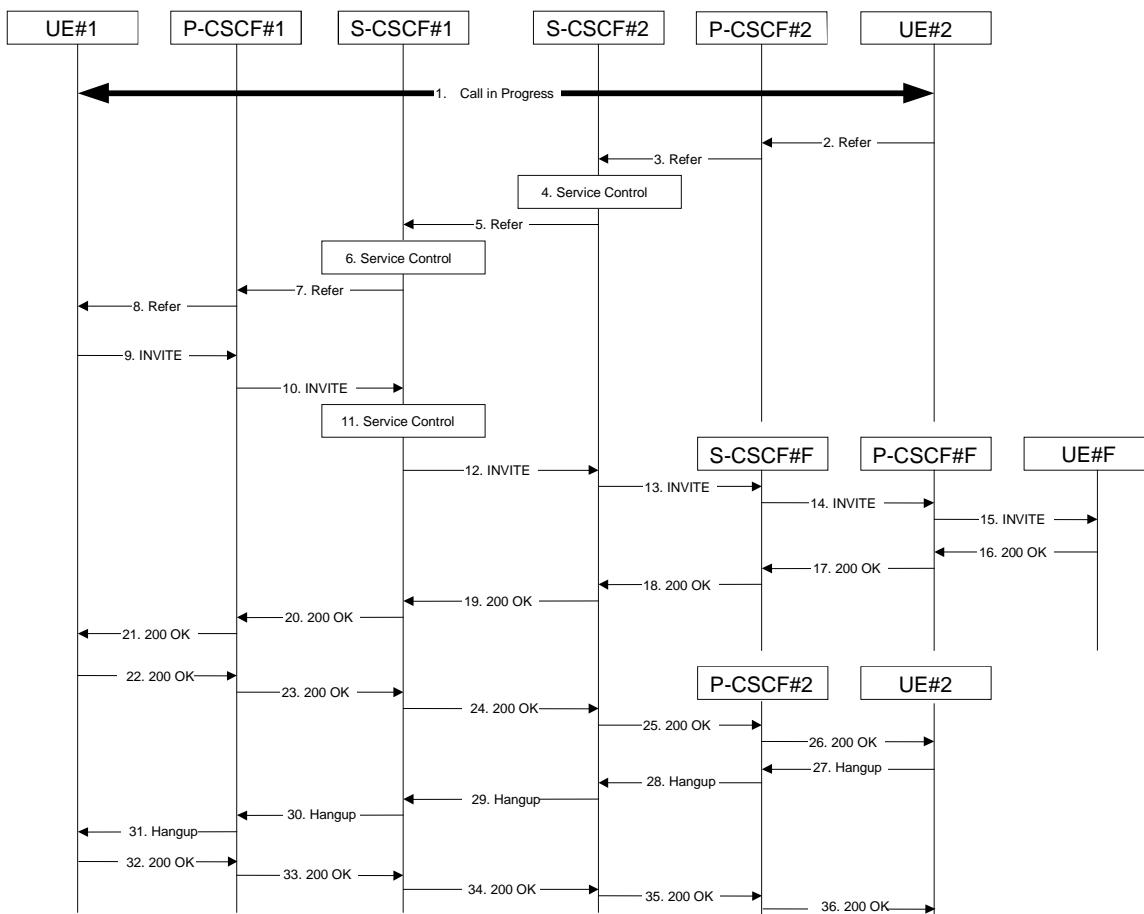 UE#1
P-CSCF#1
S-CSCF#1
S-CSCF#2
P-CSCF#2
UE#2
1. Call in Progress
2. Refer
3. Refer
4. Service Control
5. Refer
6. Service Control
7. Refer
8. Refer
9. INVITE
10. INVITE
11. Service Control
S-CSCF#F
P-CSCF#F
UE#F
12. INVITE
13. INVITE
14. INVITE
15. INVITE
16. 200 OK
17. 200 OK
18. 200 OK
19. 200 OK
20. 200 OK
21. 200 OK
22. 200 OK
23. 200 OK
P-CSCF#2
UE#2
24. 200 OK
25. 200 OK
26. 200 OK
27. Hangup
28. Hangup
29. Hangup
30. Hangup
31. Hangup
32. 200 OK
33. 200 OK
34. 200 OK
35. 200 OK
36. 200 OK